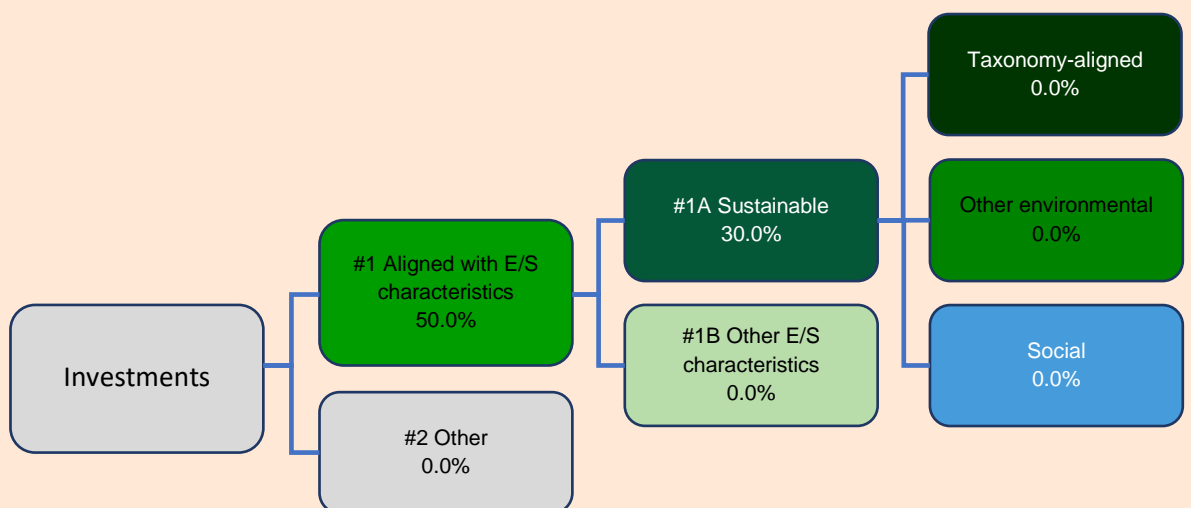 Investments
#1 Aligned with E/S
characteristics
50.0%
#2 Other
0.0%
#1A Sustainable
30.0%
#1B Other E/S
characteristics
0.0%
Taxonomy-aligned
0.0%
Other environmental
0.0%
Social
0.0%